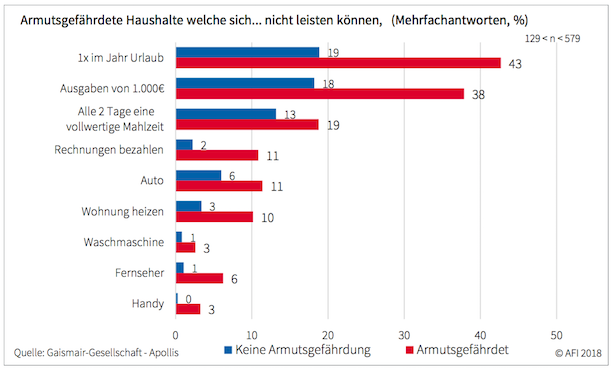 Armutsgefährdete Haushalte welche sich... nicht leisten können, (Mehrfachantworten, %)
129 < n < 579
1x im Jahr Urlaub
19
43
Ausgaben von 1.000€
18
38
Alle 2 Tage eine
vollwertige Mahlzeit
13
19
Rechnungen bezahlen
2
11
Auto
6
11
Wohnung heizen
3
10
Waschmaschine
1
3
Fernseher
1
6
Handy
0
3
0 10 20 30 40 50
Quelle: Gaismair-Gesellschaft - Apollis
Keine Armutsgefährdung
Armutsgefährdet
© AFI 2018